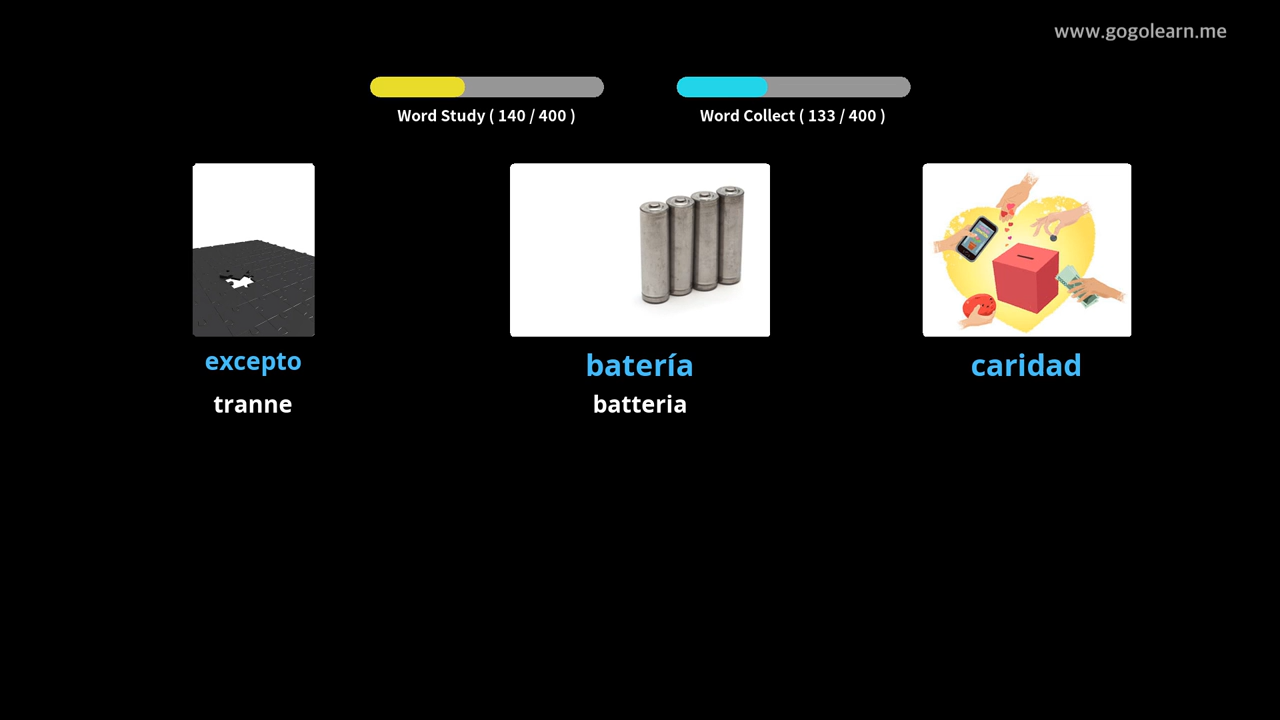 www.gogolearn.me
Word Study ( 140 / 400 )
Word Collect ( 133 / 400 )
excepto
batería
caridad
tranne
batteria